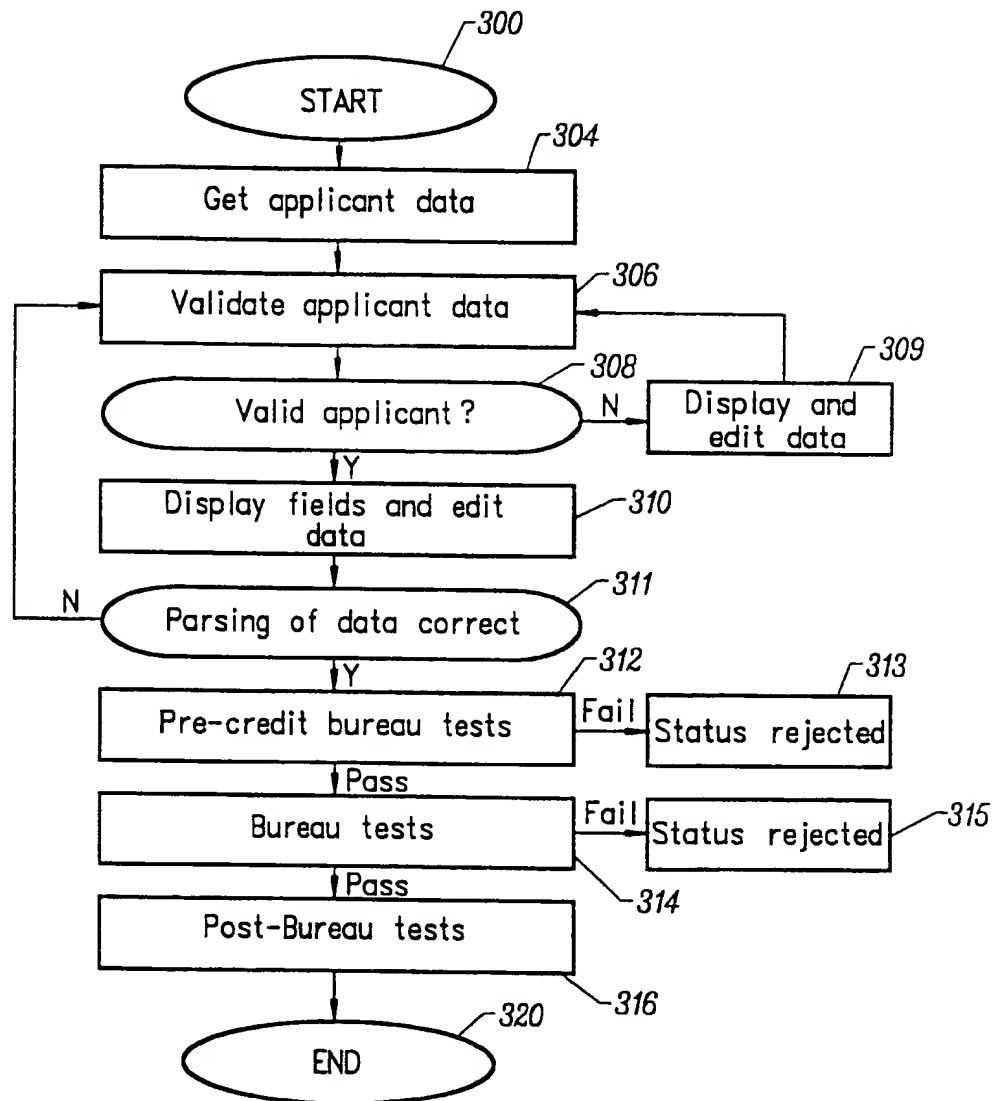 300
START
304
Get applicant data
306
Validate applicant data
308
309
Valid applicant?
N
Display and
edit data
Y
310
Display fields and edit
data
311
N
Parsing of data correct
Y
312
313
Pre-credit bureau tests
Fail
Status rejected
Pass
Bureau tests
Fail
Status rejected
315
Pass
314
Post-Bureau tests
316
320
END